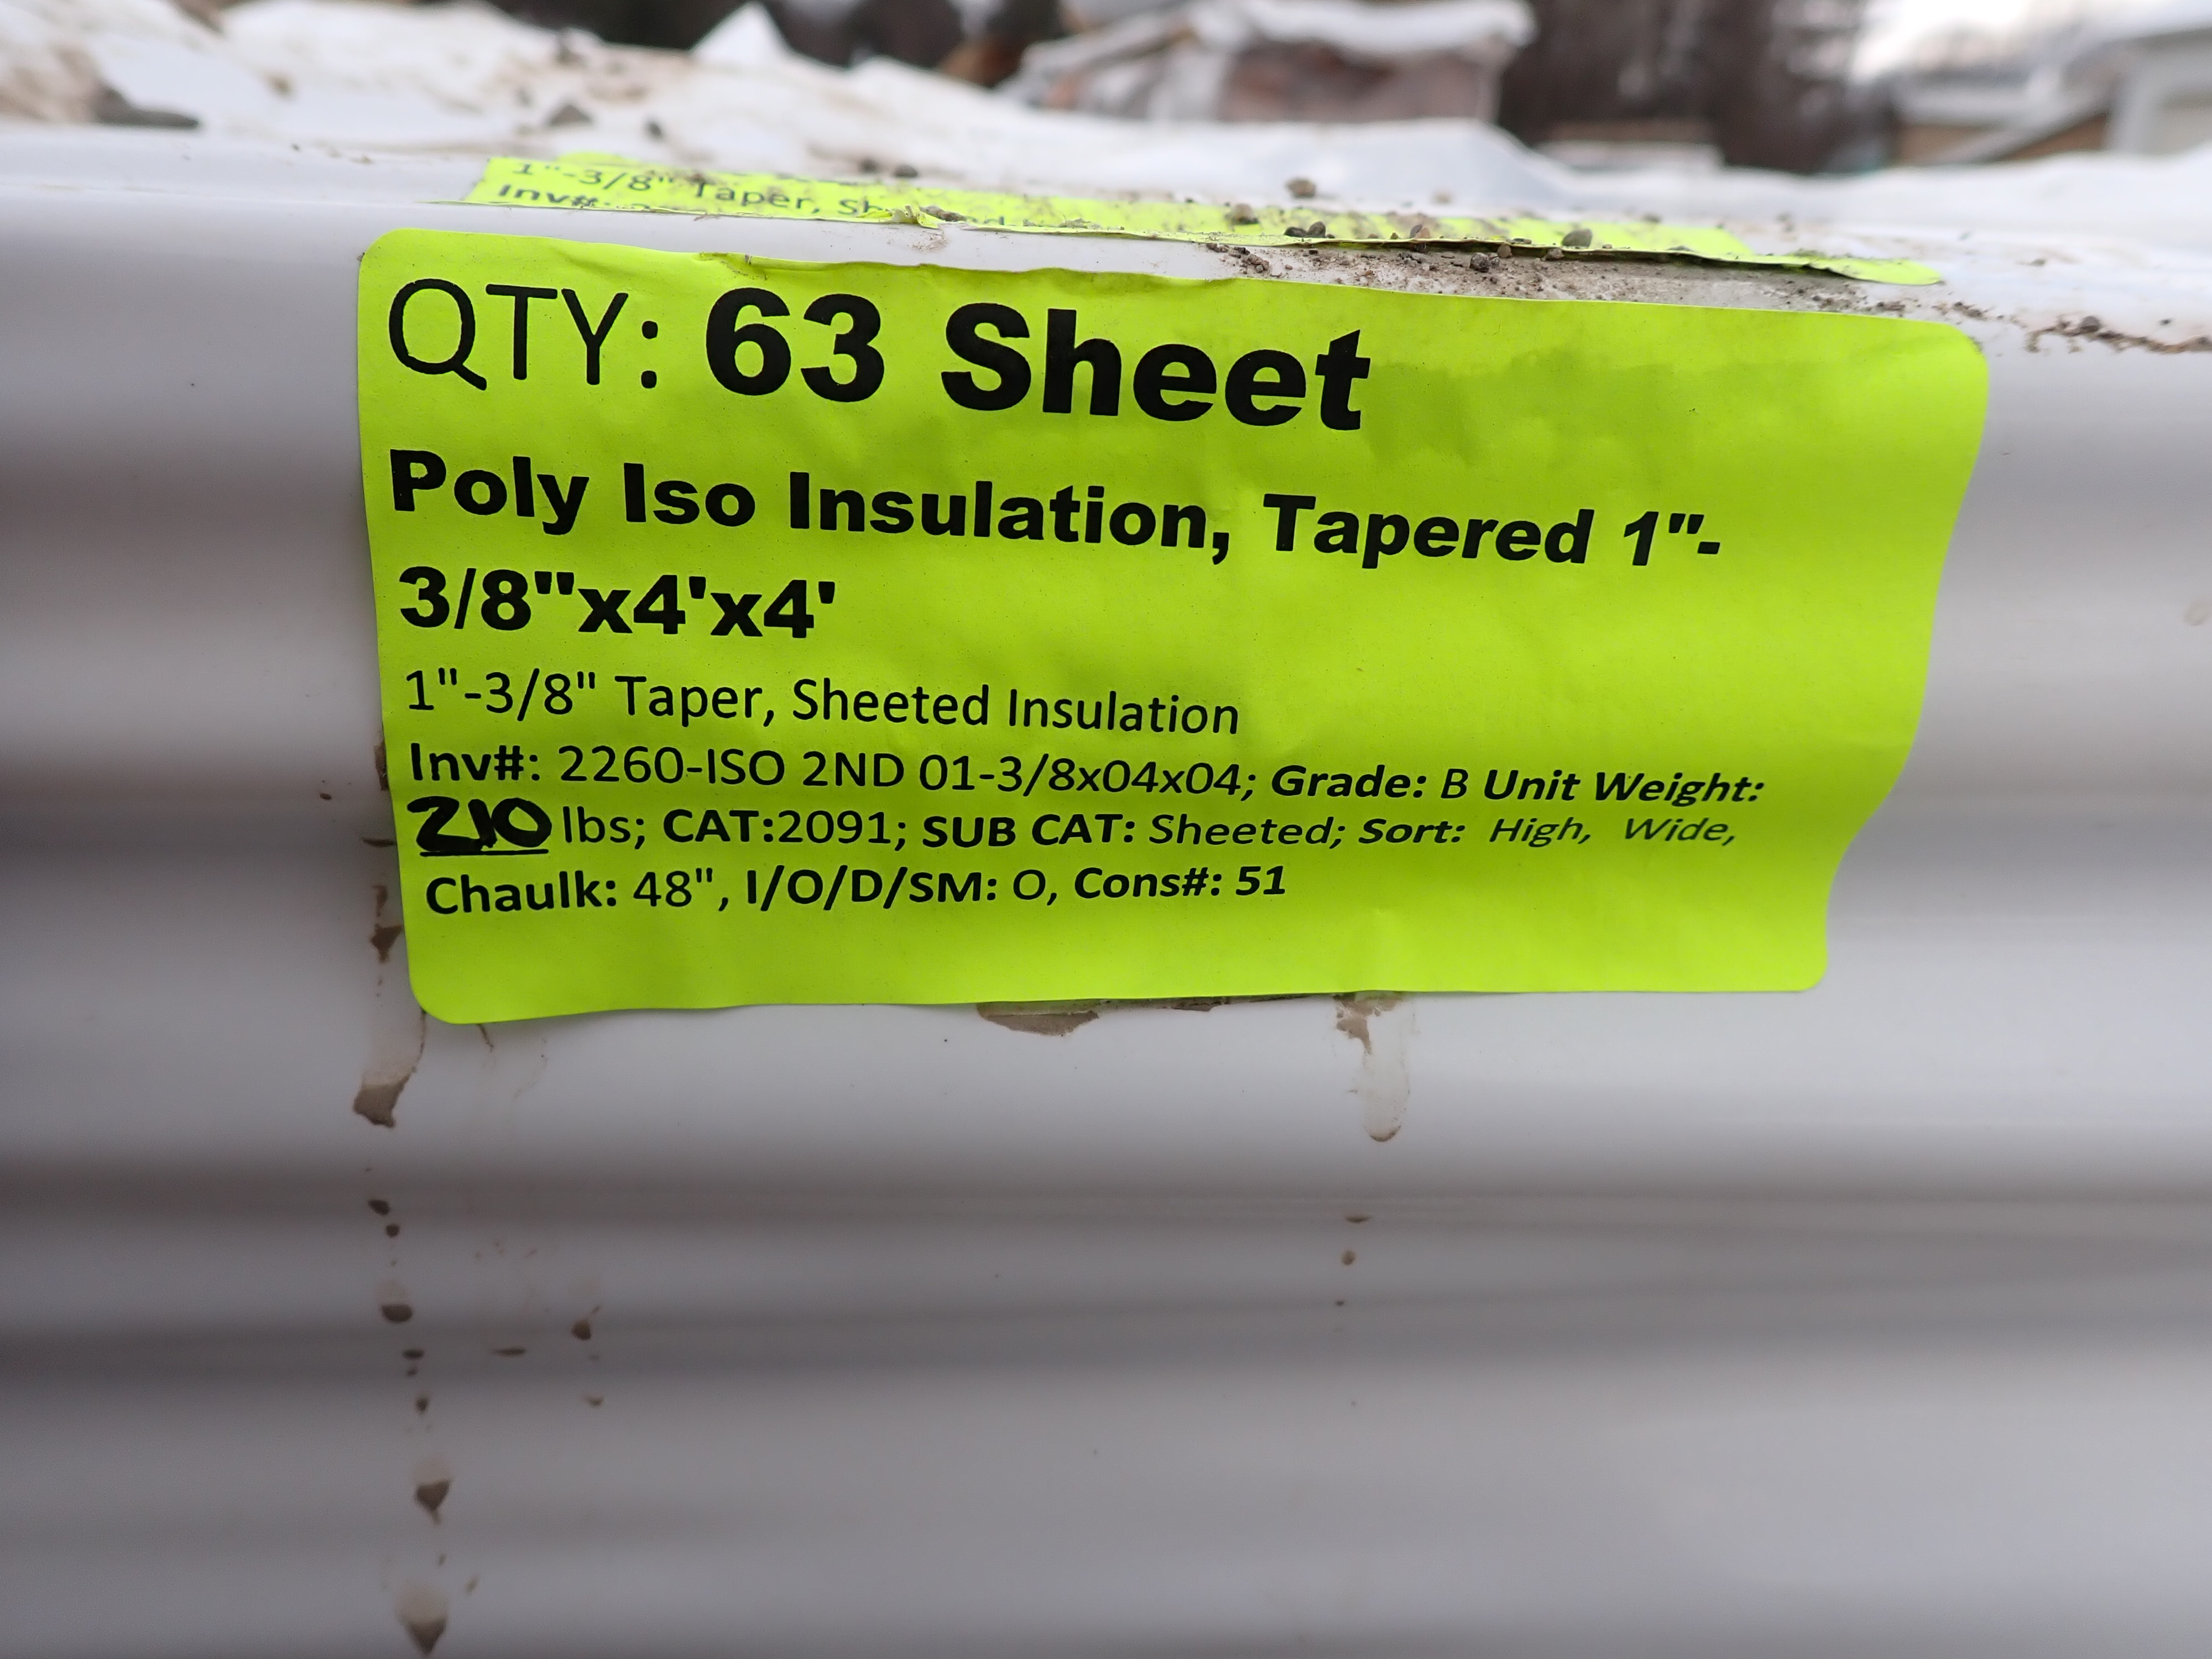 1"-3/8" Taper,
Inv#:
QTY: 63 Sheet
Poly Iso Insulation, Tapered 1"-
3/8"x4'x4'
1"-3/8" Taper, Sheeted Insulation
Inv#: 2260-ISO 2ND 01-3/8x04x04; Grade: B Unit Weight:
210 lbs; CAT:2091; SUB CAT: Sheeted; Sort: High, Wide,
Chaulk: 48", I/O/D/SM: O, Cons#: 51